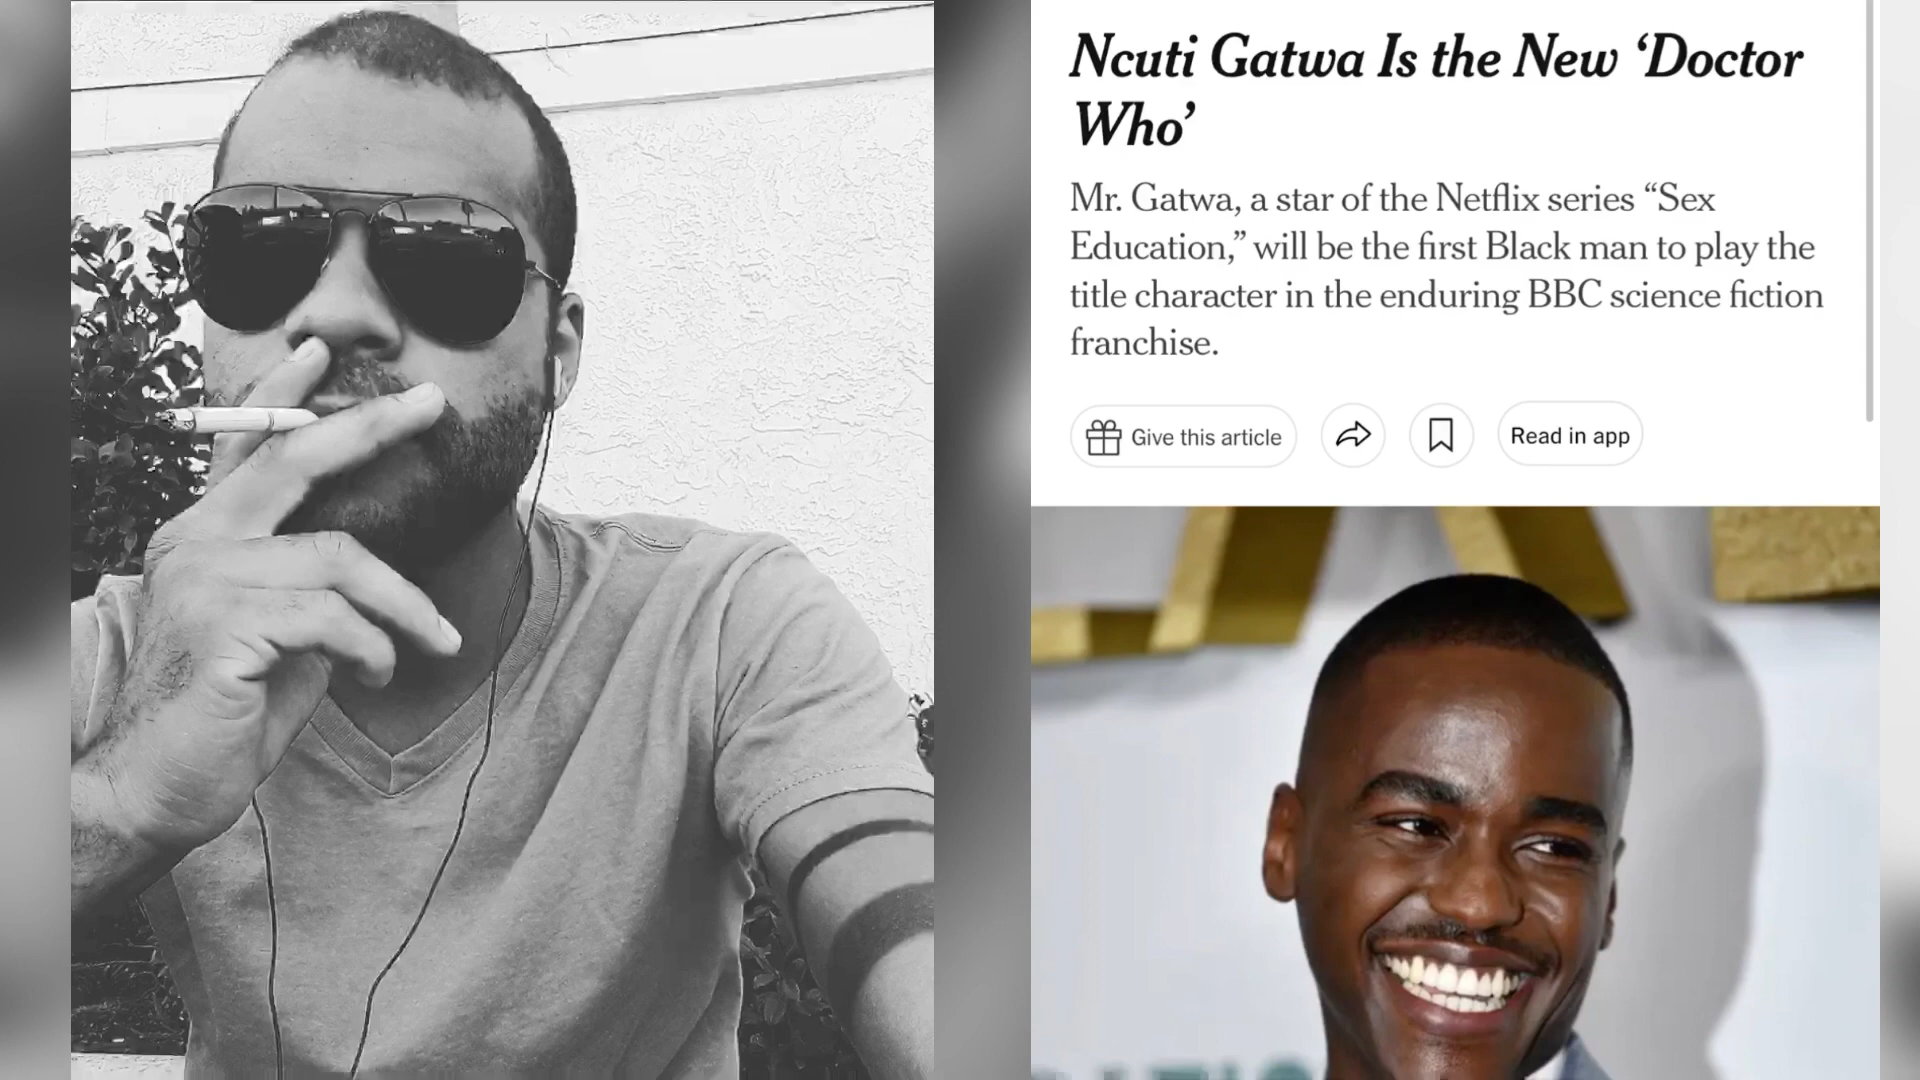 Ncuti Gatwa Is the New ‘Doctor
Who’
Mr. Gatwa, a star of the Netflix series “Sex
Education,” will be the first Black man to play the
title character in the enduring BBC science fiction
franchise.
Give this article
Read in app